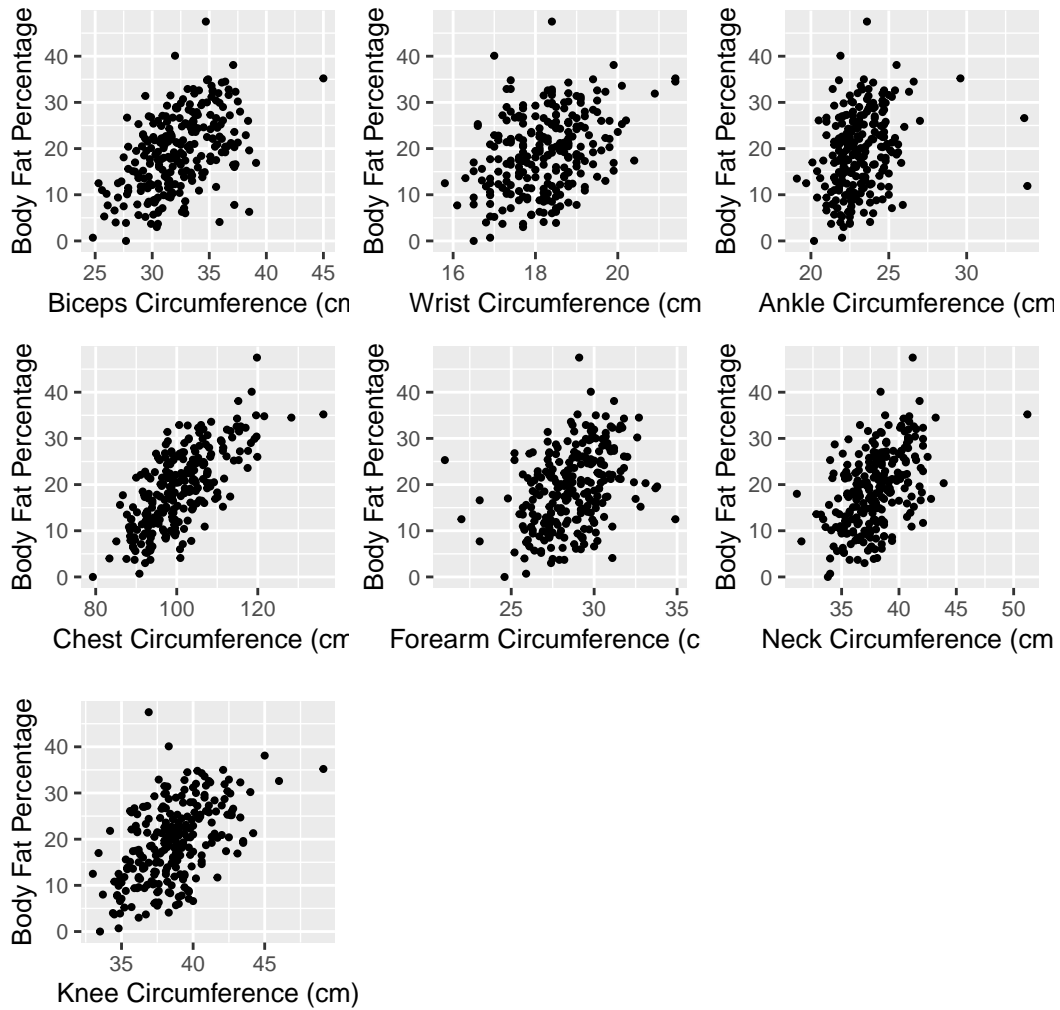 Body Fat Percentage
40
30
20
10
0
25 30 35 40 45
Biceps Circumference (cm
Body Fat Percentage
40
30
20
10
0
16 18 20
Wrist Circumference (cm
Body Fat Percentage
40
30
20
10
0
20 25 30
Ankle Circumference (cm
Body Fat Percentage
40
30
20
10
0
80 100 120
Chest Circumference (cm
Body Fat Percentage
40
30
20
10
0
25 30 35
Forearm Circumference (c
Body Fat Percentage
40
30
20
10
0
35 40 45 50
Neck Circumference (cm
Body Fat Percentage
40
30
20
10
0
35 40 45
Knee Circumference (cm)